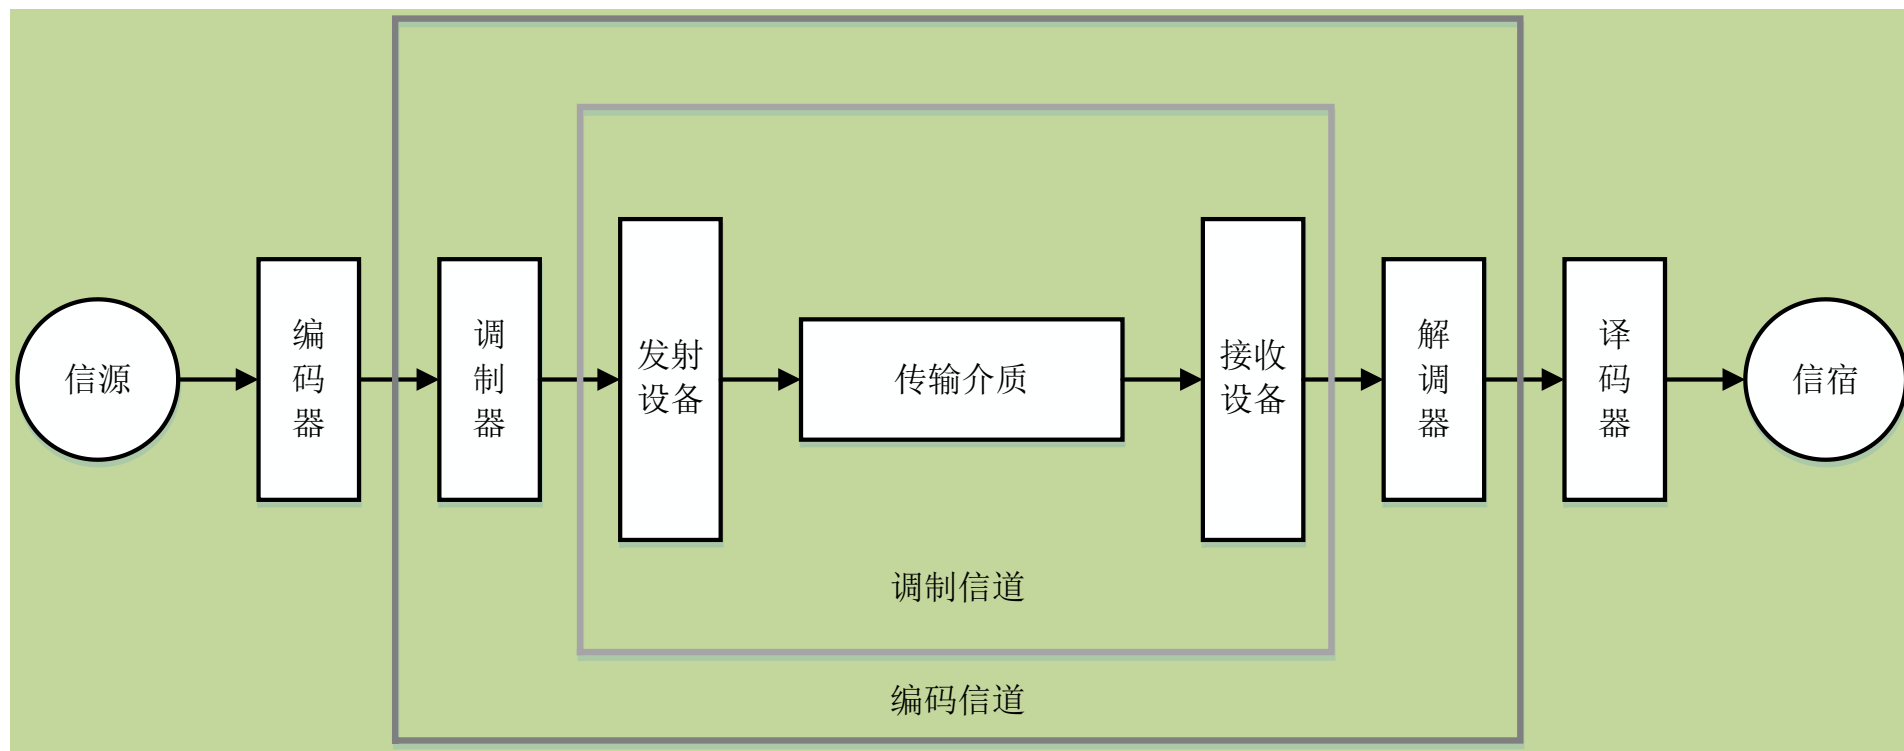 信源
编
码
器
调
制
器
发射
设备
传输介质
接收
设备
解
调
器
译
码
器
信宿
调制信道
编码信道